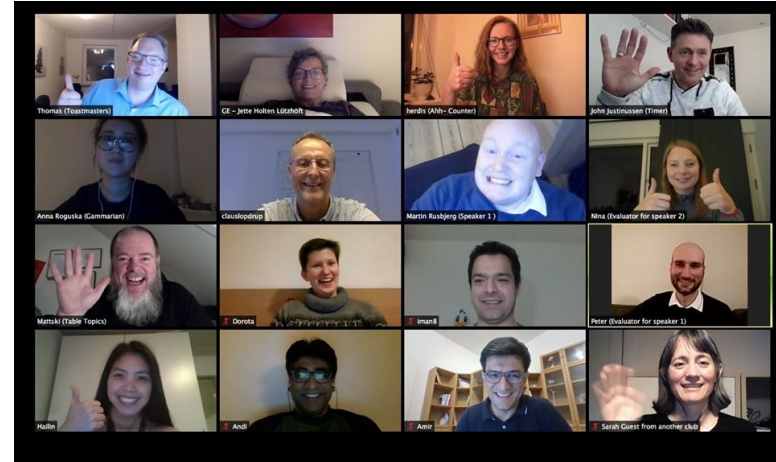 Thomas (Toastmasters)
GE - Jette Holten Lützhöft
herdis (Ahh- Counter)
John Justinussen (Timer)
Anna Roguska (Gammarian)
clauslopdrup
Martin Rusbjerg (Speaker 1 )
Nina (Evaluator for speaker 2)
Mattski (Table Topics)
Dorota
iman8
Peter (Evaluator for speaker 1)
Hailin
Andi
Amir
Sarah Guest from another club